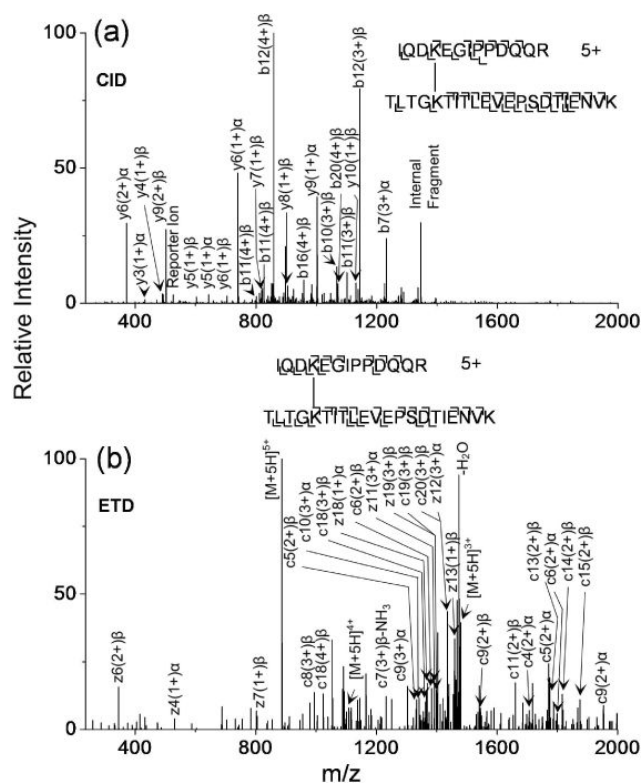 (a)
CID
100
50
0
IQDKEGIPPDQQR 5+
TLTGKTITLEVEPSDTIENVK
y6(2+)α
y3(1+)α
y4(1+)β
y9(2+)β
Reporter Ion
y5(1+)β
y5(1+)α
y6(1+)β
y6(1+)α
b11(4+)β
y7(1+)β
b11(4+)β
b12(4+)β
y8(1+)β
b16(4+)β
y9(1+)α
b10(3+)β
b20(4+)β
b11(3+)β
y10(1+)β
b12(3+)β
b7(3+)α
Internal
Fragment
400 800 1200 1600 2000
Relative Intensity
IQDKEGIPPDQQR 5+
TLTGKTITLEVEPSDTIENVK
(b)
ETD
100
50
0
z6(2+)β
z4(1+)α
z7(1+)β
[M+5H]5+
c8(3+)β
c18(4+)β
[M+5H]4+
c7(3+)β-NH3
c9(3+)α
c5(2+)β
c10(3+)α
c18(3+)β
z18(1+)α
c6(2+)β
z11(3+)α
z19(3+)β
c19(3+)β
c20(3+)β
z12(3+)α
z13(1+)β
-H2O
[M+5H]3+
c9(2+)β
c11(2+)β
c4(2+)α
c5(2+)α
c13(2+)β
c6(2+)α
c14(2+)β
c15(2+)β
c9(2+)α
400 800 1200 1600 2000
m/z